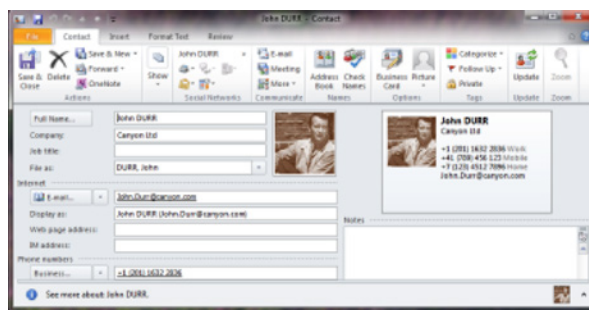 John DURR - Contact
File Contact Insert Format Text Review
Save & Close
Delete
Save & New
Forward
OneNote
Actions
Show
John DURR
Social Networks
E-mail
Meeting
More
Communicate
Address Book
Check Names
Names
Business Card
Picture
Options
Categorize
Follow Up
Private
Tags
Update
Update
Zoom
Zoom
Full Name... John DURR
Company: Canyon ltd
Job title:
File as: DURR, John
Internet
E-mail... John.Durr@canyon.com
Display as: John DURR (John.Durr@canyon.com)
Web page address:
IM address:
Phone numbers
Business... +1 (201) 1632 2836
John DURR
Canyon ltd
+1 (201) 1632 2836 Work
+41 (788) 456 123 Mobile
+7 (123) 4512 7896 Home
John.Durr@canyon.com
Notes
See more about: John DURR.